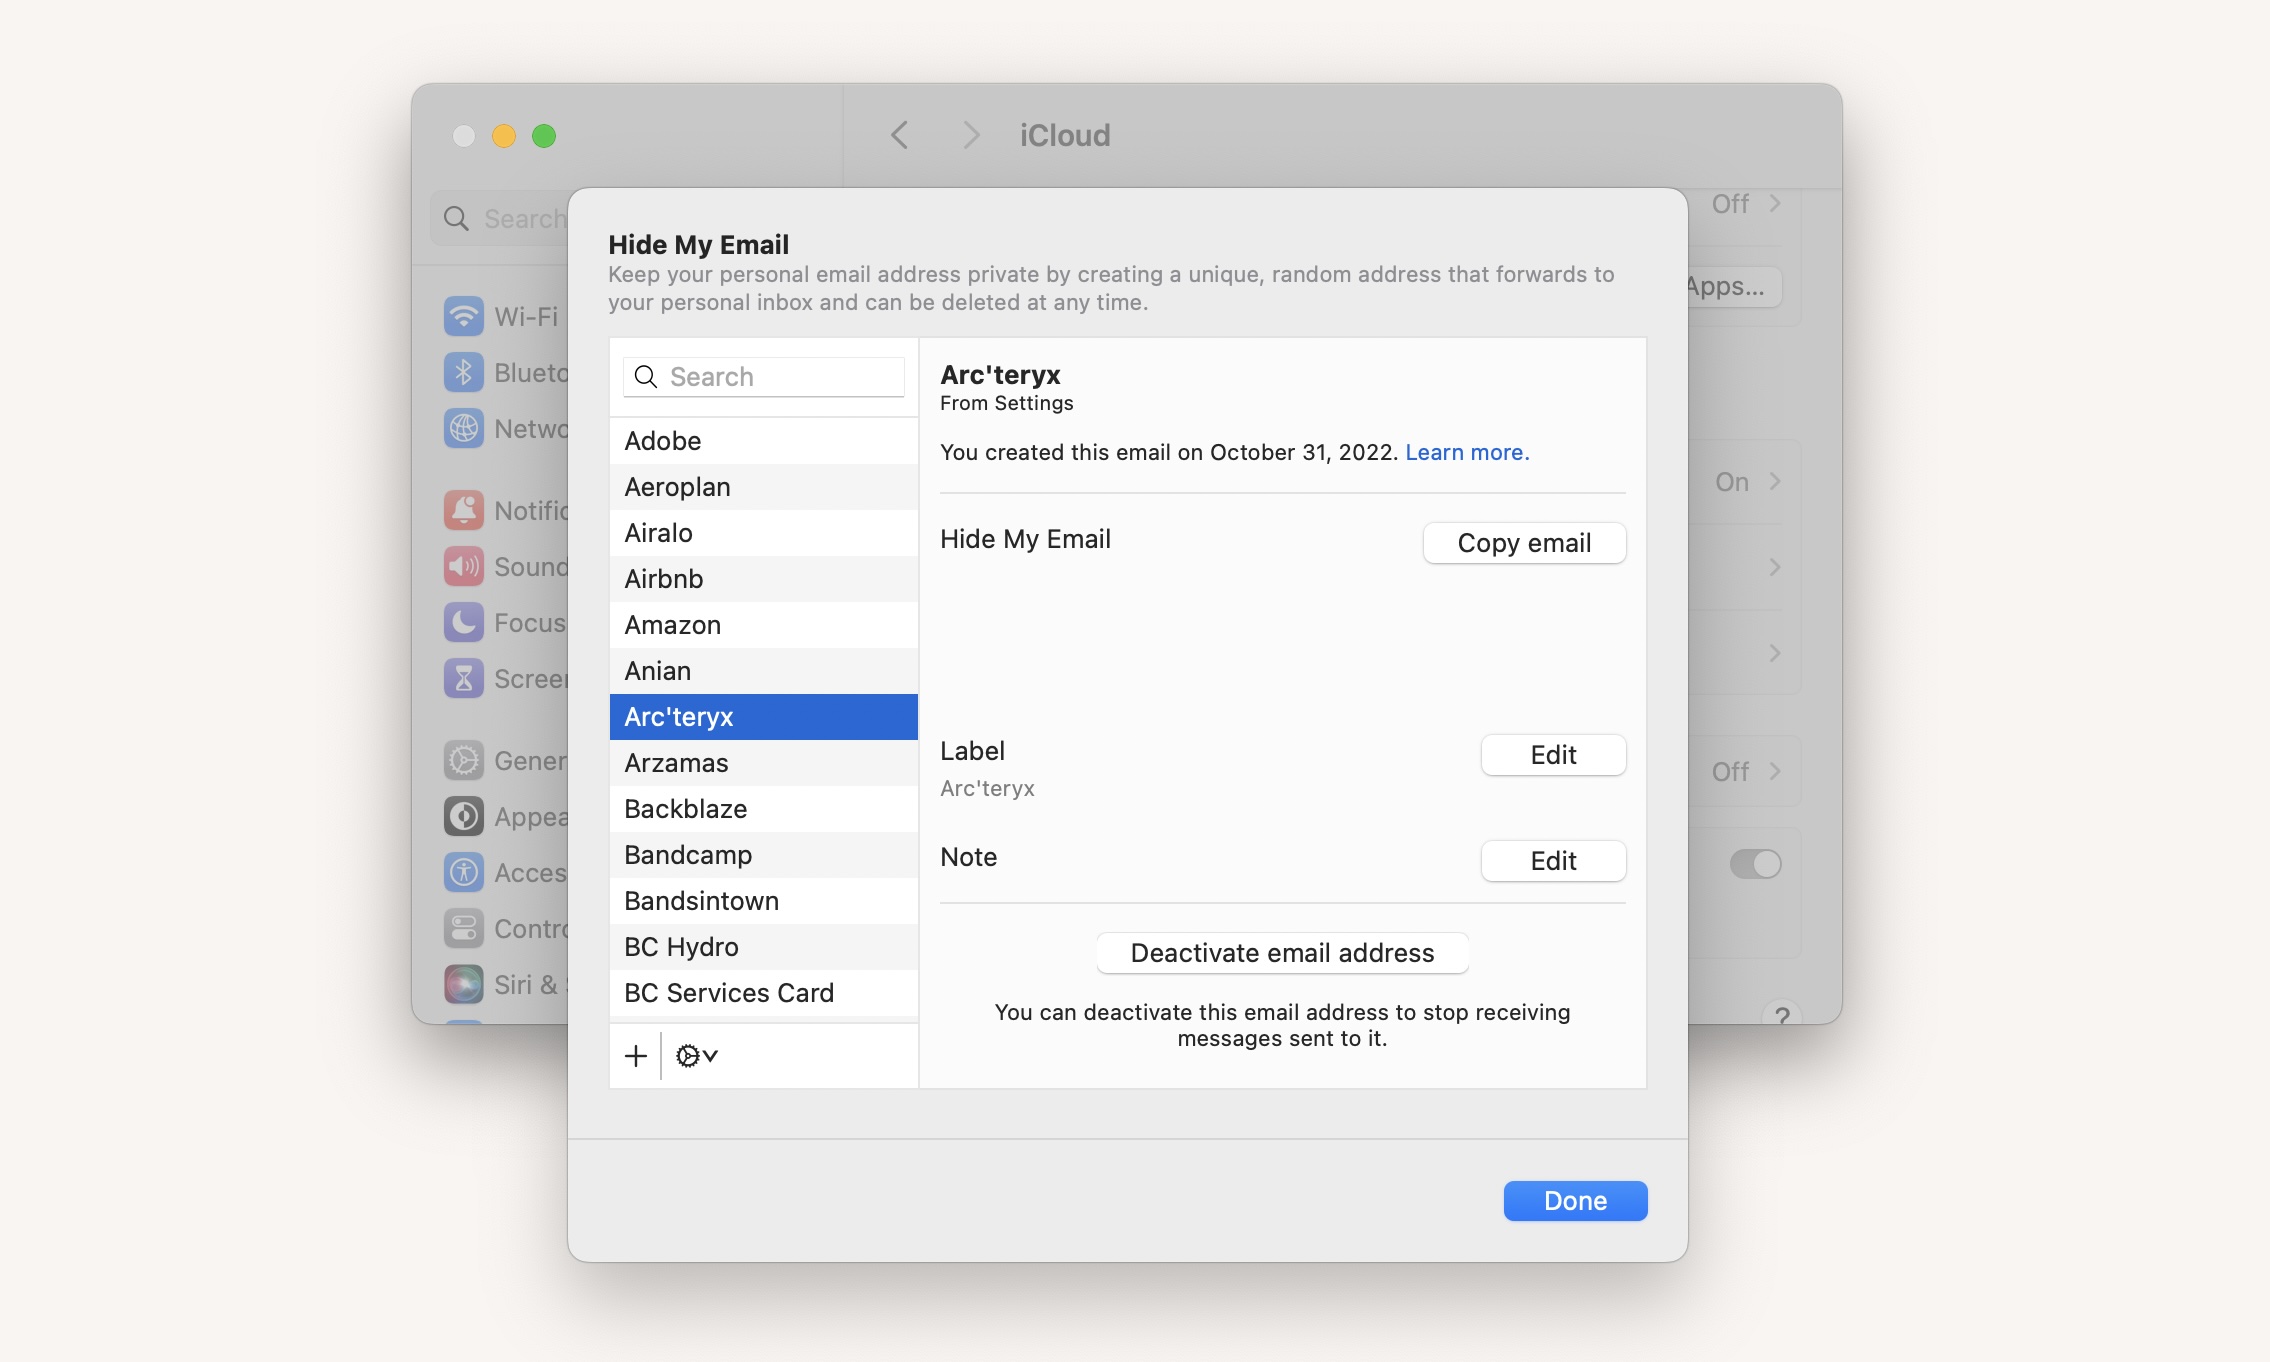 iCloud
Search
Wi-Fi
Blueto
Netwo
Notific
Sound
Focus
Screen
Gener
Appea
Acces
Contro
Siri &
Off
Apps...
On
Off
?
Hide My Email
Keep your personal email address private by creating a unique, random address that forwards to
your personal inbox and can be deleted at any time.
Search
Adobe
Aeroplan
Airalo
Airbnb
Amazon
Anian
Arc'teryx
Arzamas
Backblaze
Bandcamp
Bandsintown
BC Hydro
BC Services Card
Arc'teryx
From Settings
You created this email on October 31, 2022. Learn more.
Hide My Email
Copy email
Label
Edit
Arc'teryx
Note
Edit
Deactivate email address
You can deactivate this email address to stop receiving
messages sent to it.
Done